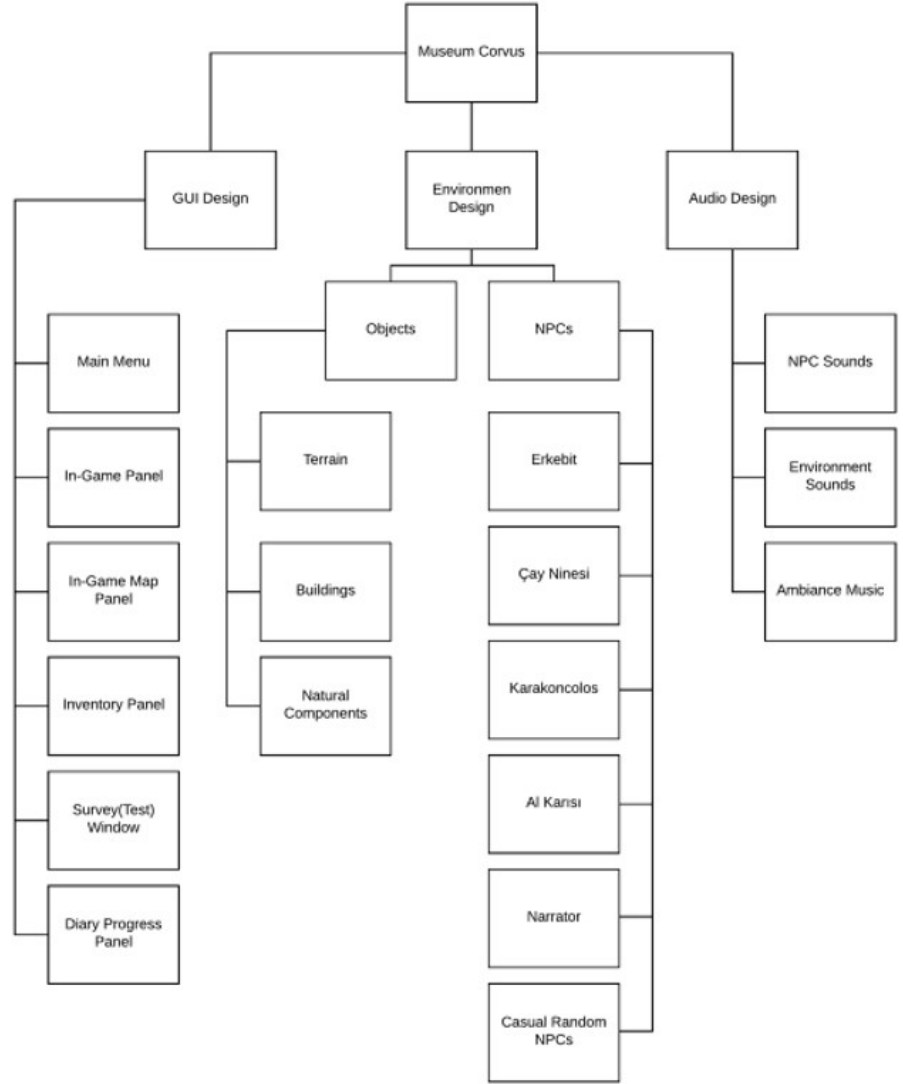 Museum Corvus
GUI Design
Environmen
Design
Audio Design
Objects
NPCs
Main Menu
In-Game Panel
In-Game Map
Panel
Inventory Panel
Survey(Test)
Window
Diary Progress
Panel
Terrain
Buildings
Natural
Components
Erkebit
Çay Ninesi
Karakoncolos
Al Karısı
Narrator
Casual Random
NPCs
NPC Sounds
Environment
Sounds
Ambiance Music